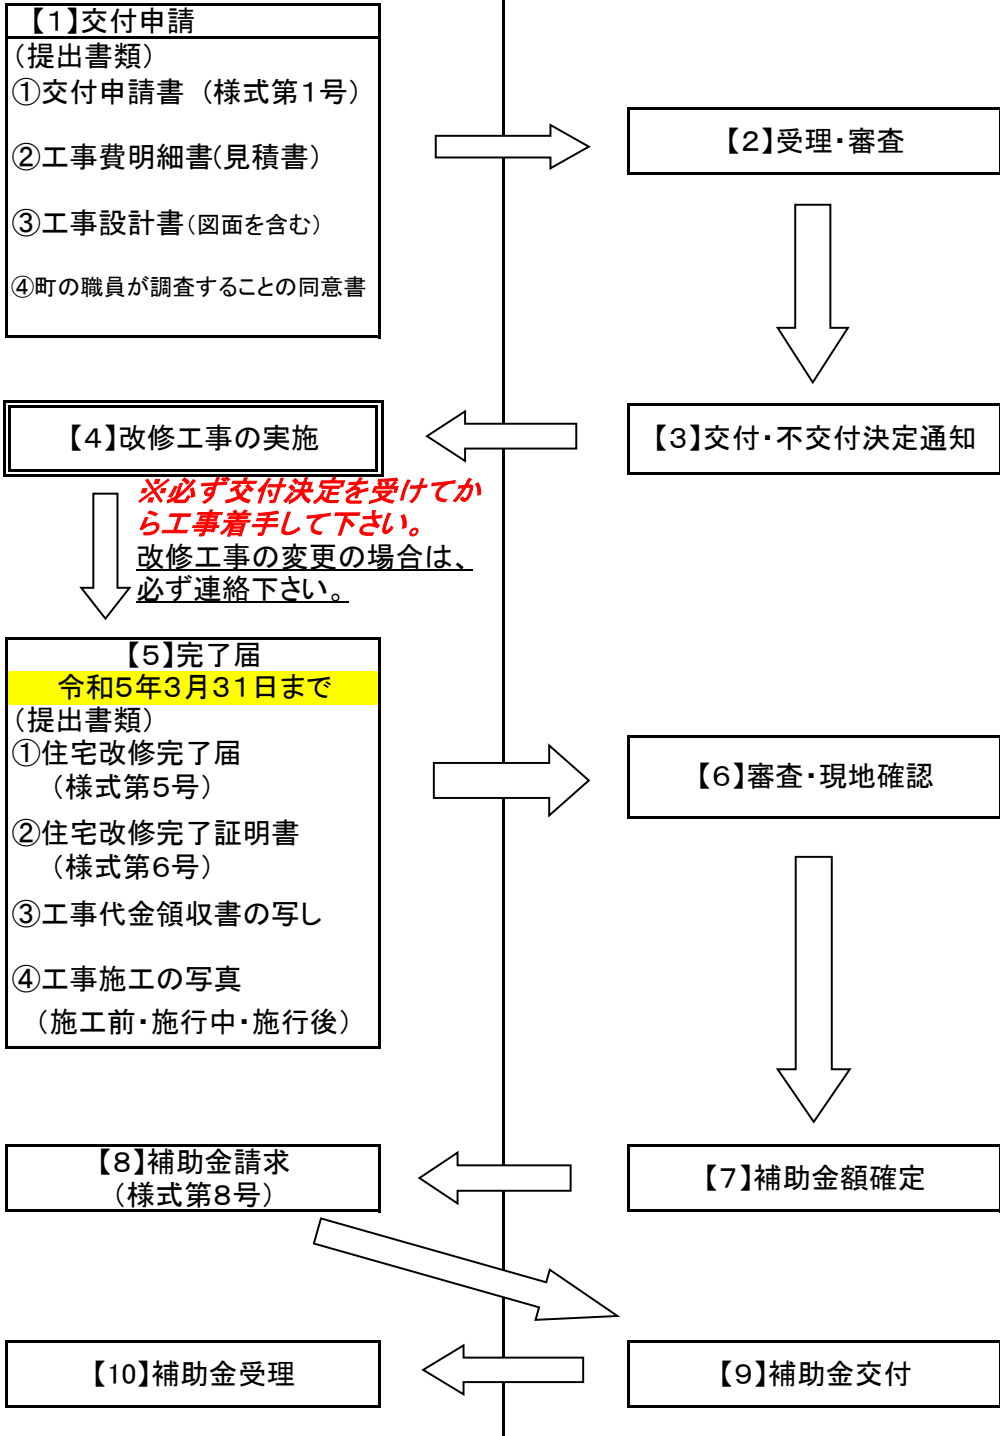 【１】交付申請
（提出書類）
①交付申請書　（様式第１号）
②工事費明細書(見積書）
③工事設計書（図面を含む）
④町の職員が調査することの同意書
【２】受理・審査
【３】交付・不交付決定通知
【４】改修工事の実施
※必ず交付決定を受けてか
ら工事着手して下さい。
改修工事の変更の場合は、
必ず連絡下さい。
【５】完了届
令和５年３月３１日まで
（提出書類）
①住宅改修完了届
（様式第５号）
②住宅改修完了証明書
（様式第６号）
③工事代金領収書の写し
④工事施工の写真
（施工前・施行中・施行後）
【６】審査・現地確認
【７】補助金額確定
【８】補助金請求
（様式第８号）
【９】補助金交付
【10】補助金受理